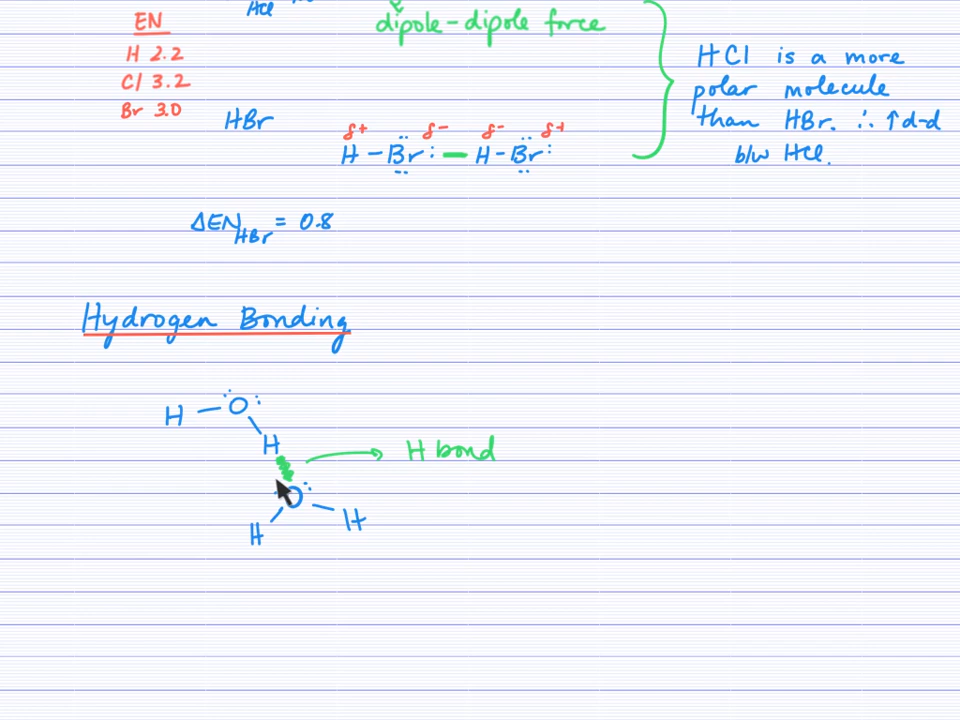 HCl
EN
dipole-dipole force
H 2.2
Cl 3.2
Br 3.0
HBr
δ+ δ- δ- δ+
H - Br : - H - Br :
HCl is a more
polar molecule
than HBr. ∴ ↑ d-d
b/w HCl.
ΔEN HBr = 0.8
Hydrogen Bonding
H - O
H
H bond
O
H H